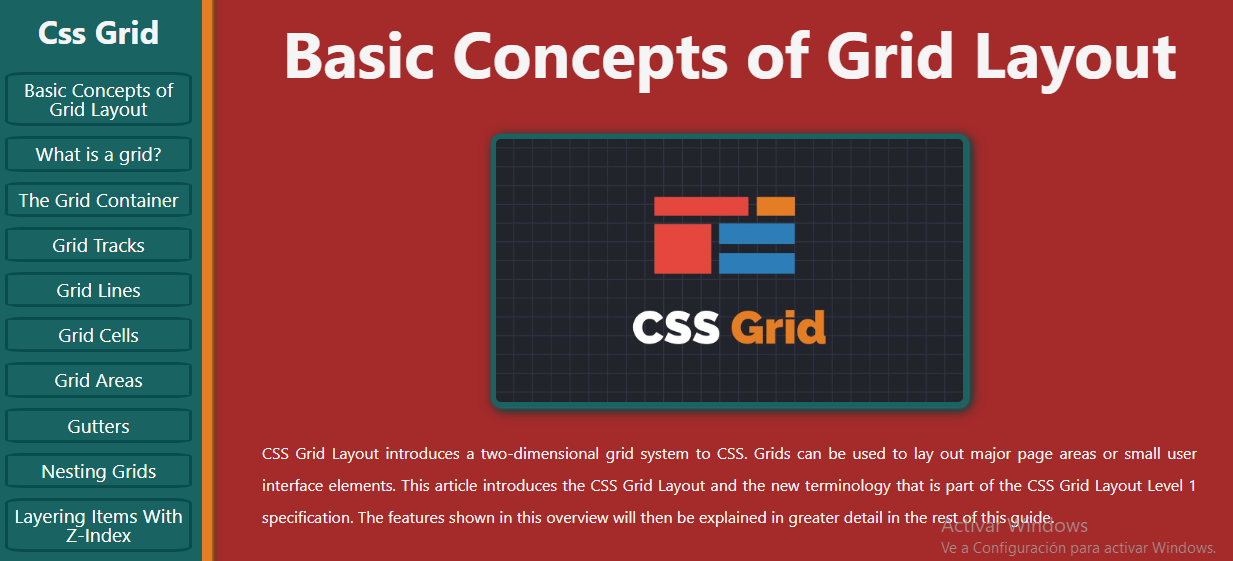 Css Grid
Basic Concepts of
Grid Layout
What is a grid?
The Grid Container
Grid Tracks
Grid Lines
Grid Cells
Grid Areas
Gutters
Nesting Grids
Layering Items With
Z-Index
Basic Concepts of Grid Layout
CSS Grid
CSS Grid Layout introduces a two-dimensional grid system to CSS. Grids can be used to lay out major page areas or small user
interface elements. This article introduces the CSS Grid Layout and the new terminology that is part of the CSS Grid Layout Level 1
specification. The features shown in this overview will then be explained in greater detail in the rest of this guide.
Activar Windows
Ve a Configuración para activar Windows.